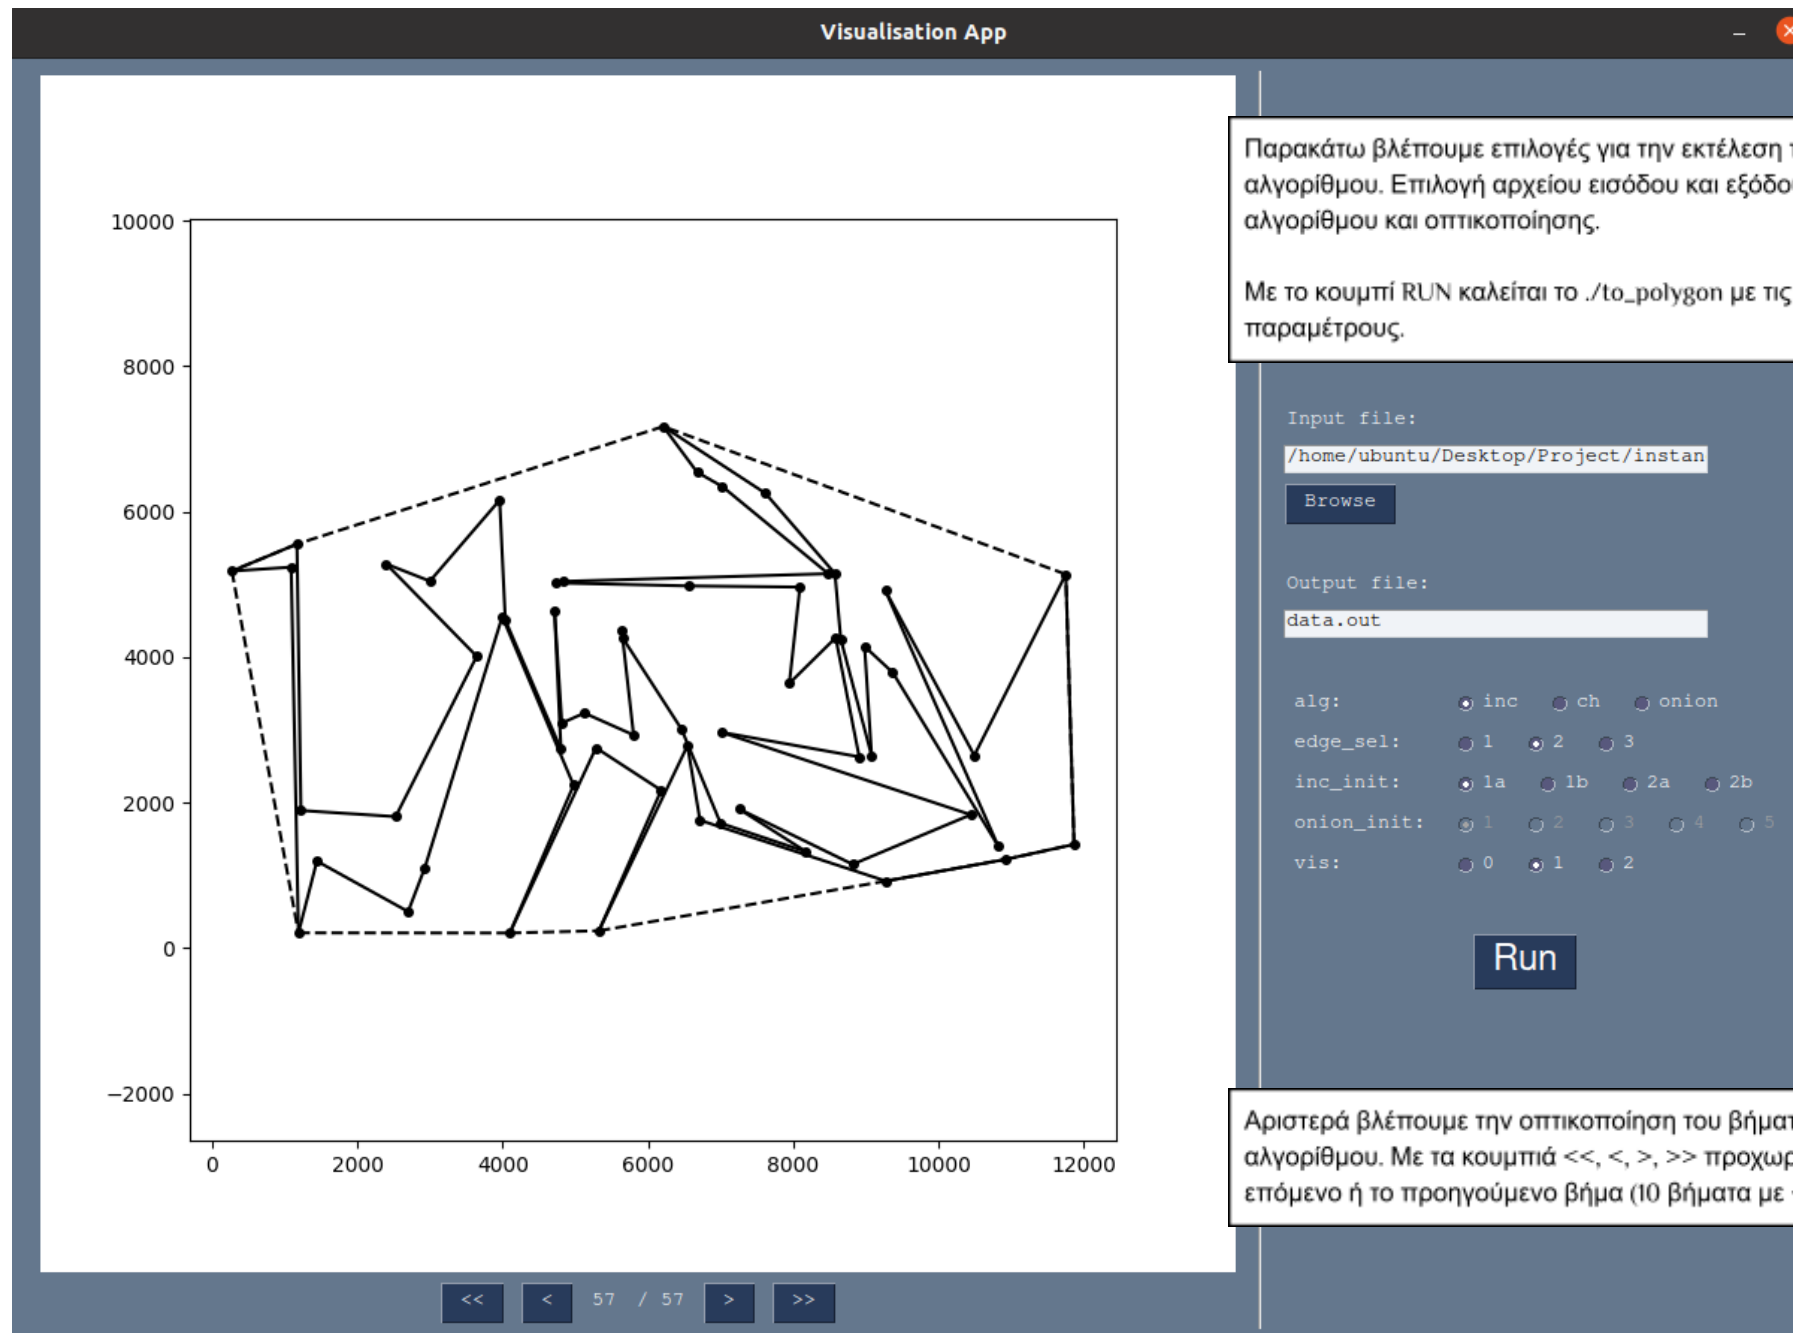 Visualisation App
Παρακάτω βλέπουμε επιλογές για την εκτέλεση
αλγορίθμου. Επιλογή αρχείου εισόδου και εξόδου
αλγορίθμου και οπτικοποίησης.
Με το κουμπί RUN καλείται το ./to_polygon με τις
παραμέτρους.
10000
8000
6000
4000
2000
0
−2000
0 2000 4000 6000 8000 10000 12000
Input file:
/home/ubuntu/Desktop/Project/instan
Browse
Output file:
data.out
alg: inc ch onion
edge_sel: 1 2 3
inc_init: 1a 1b 2a 2b
onion_init: 1 2 3 4 5
vis: 0 1 2
Run
Αριστερά βλέπουμε την οπτικοποίηση του
αλγορίθμου. Με τα κουμπιά <<, <, >, >>
επόμενο ή το προηγούμενο βήμα (10 βήματα με
<< < 57 / 57 > >>